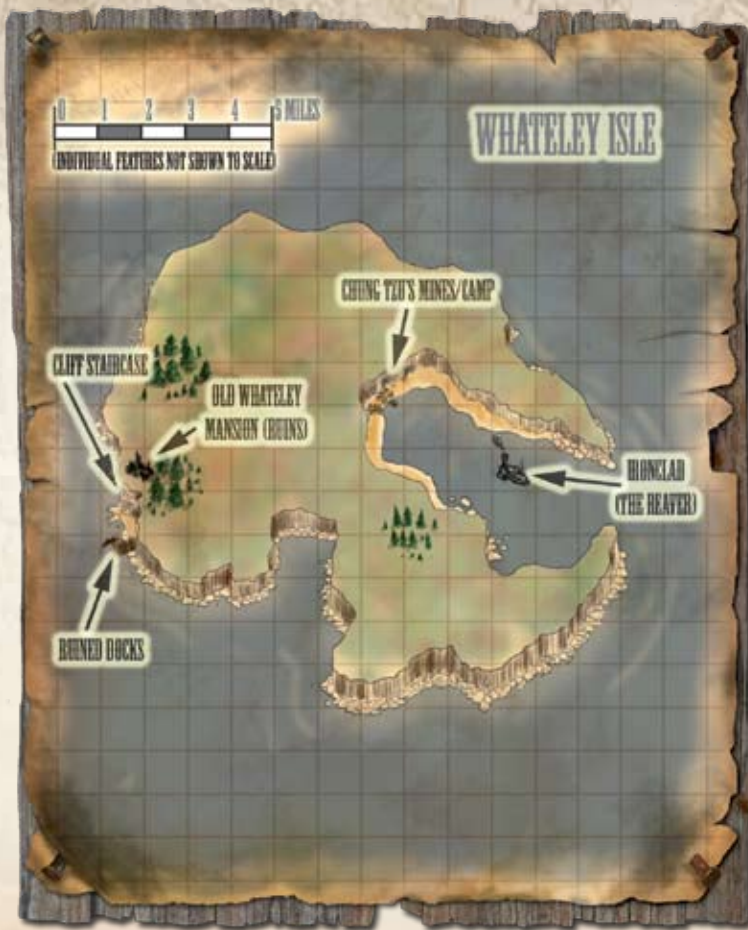 0 1 2 3 4 5 MILES
(INDIVIDUAL FEATURES NOT SHOWN TO SCALE)
WHATELEY ISLE
CHUNG TZU'S MINES/CAMP
CLIFF STAIRCASE
OLD WHATELEY
MANSION (RUINS)
IRONCLAD
(THE REAVER)
RUINED DOCKS